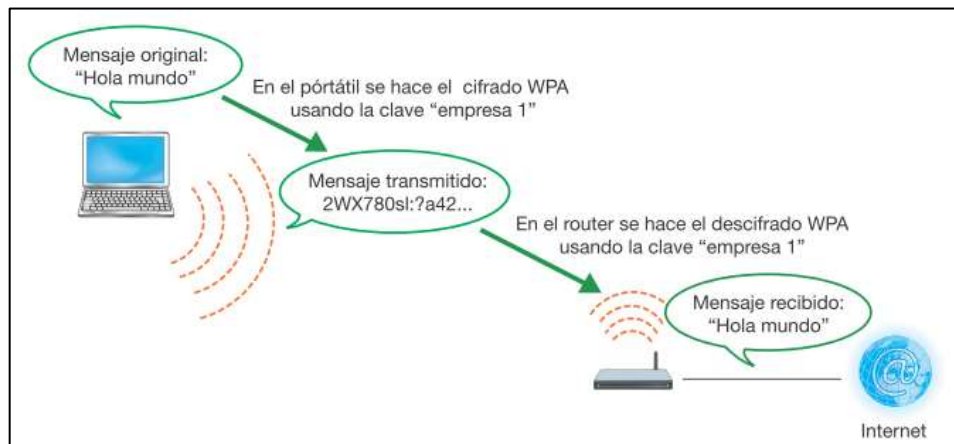 Mensaje original:
“Hola mundo”
En el pórtátil se hace el cifrado WPA
usando la clave “empresa 1”
Mensaje transmitido:
2WX780sl:?a42...
En el router se hace el descifrado WPA
usando la clave “empresa 1”
Mensaje recibido:
“Hola mundo”
@
Internet